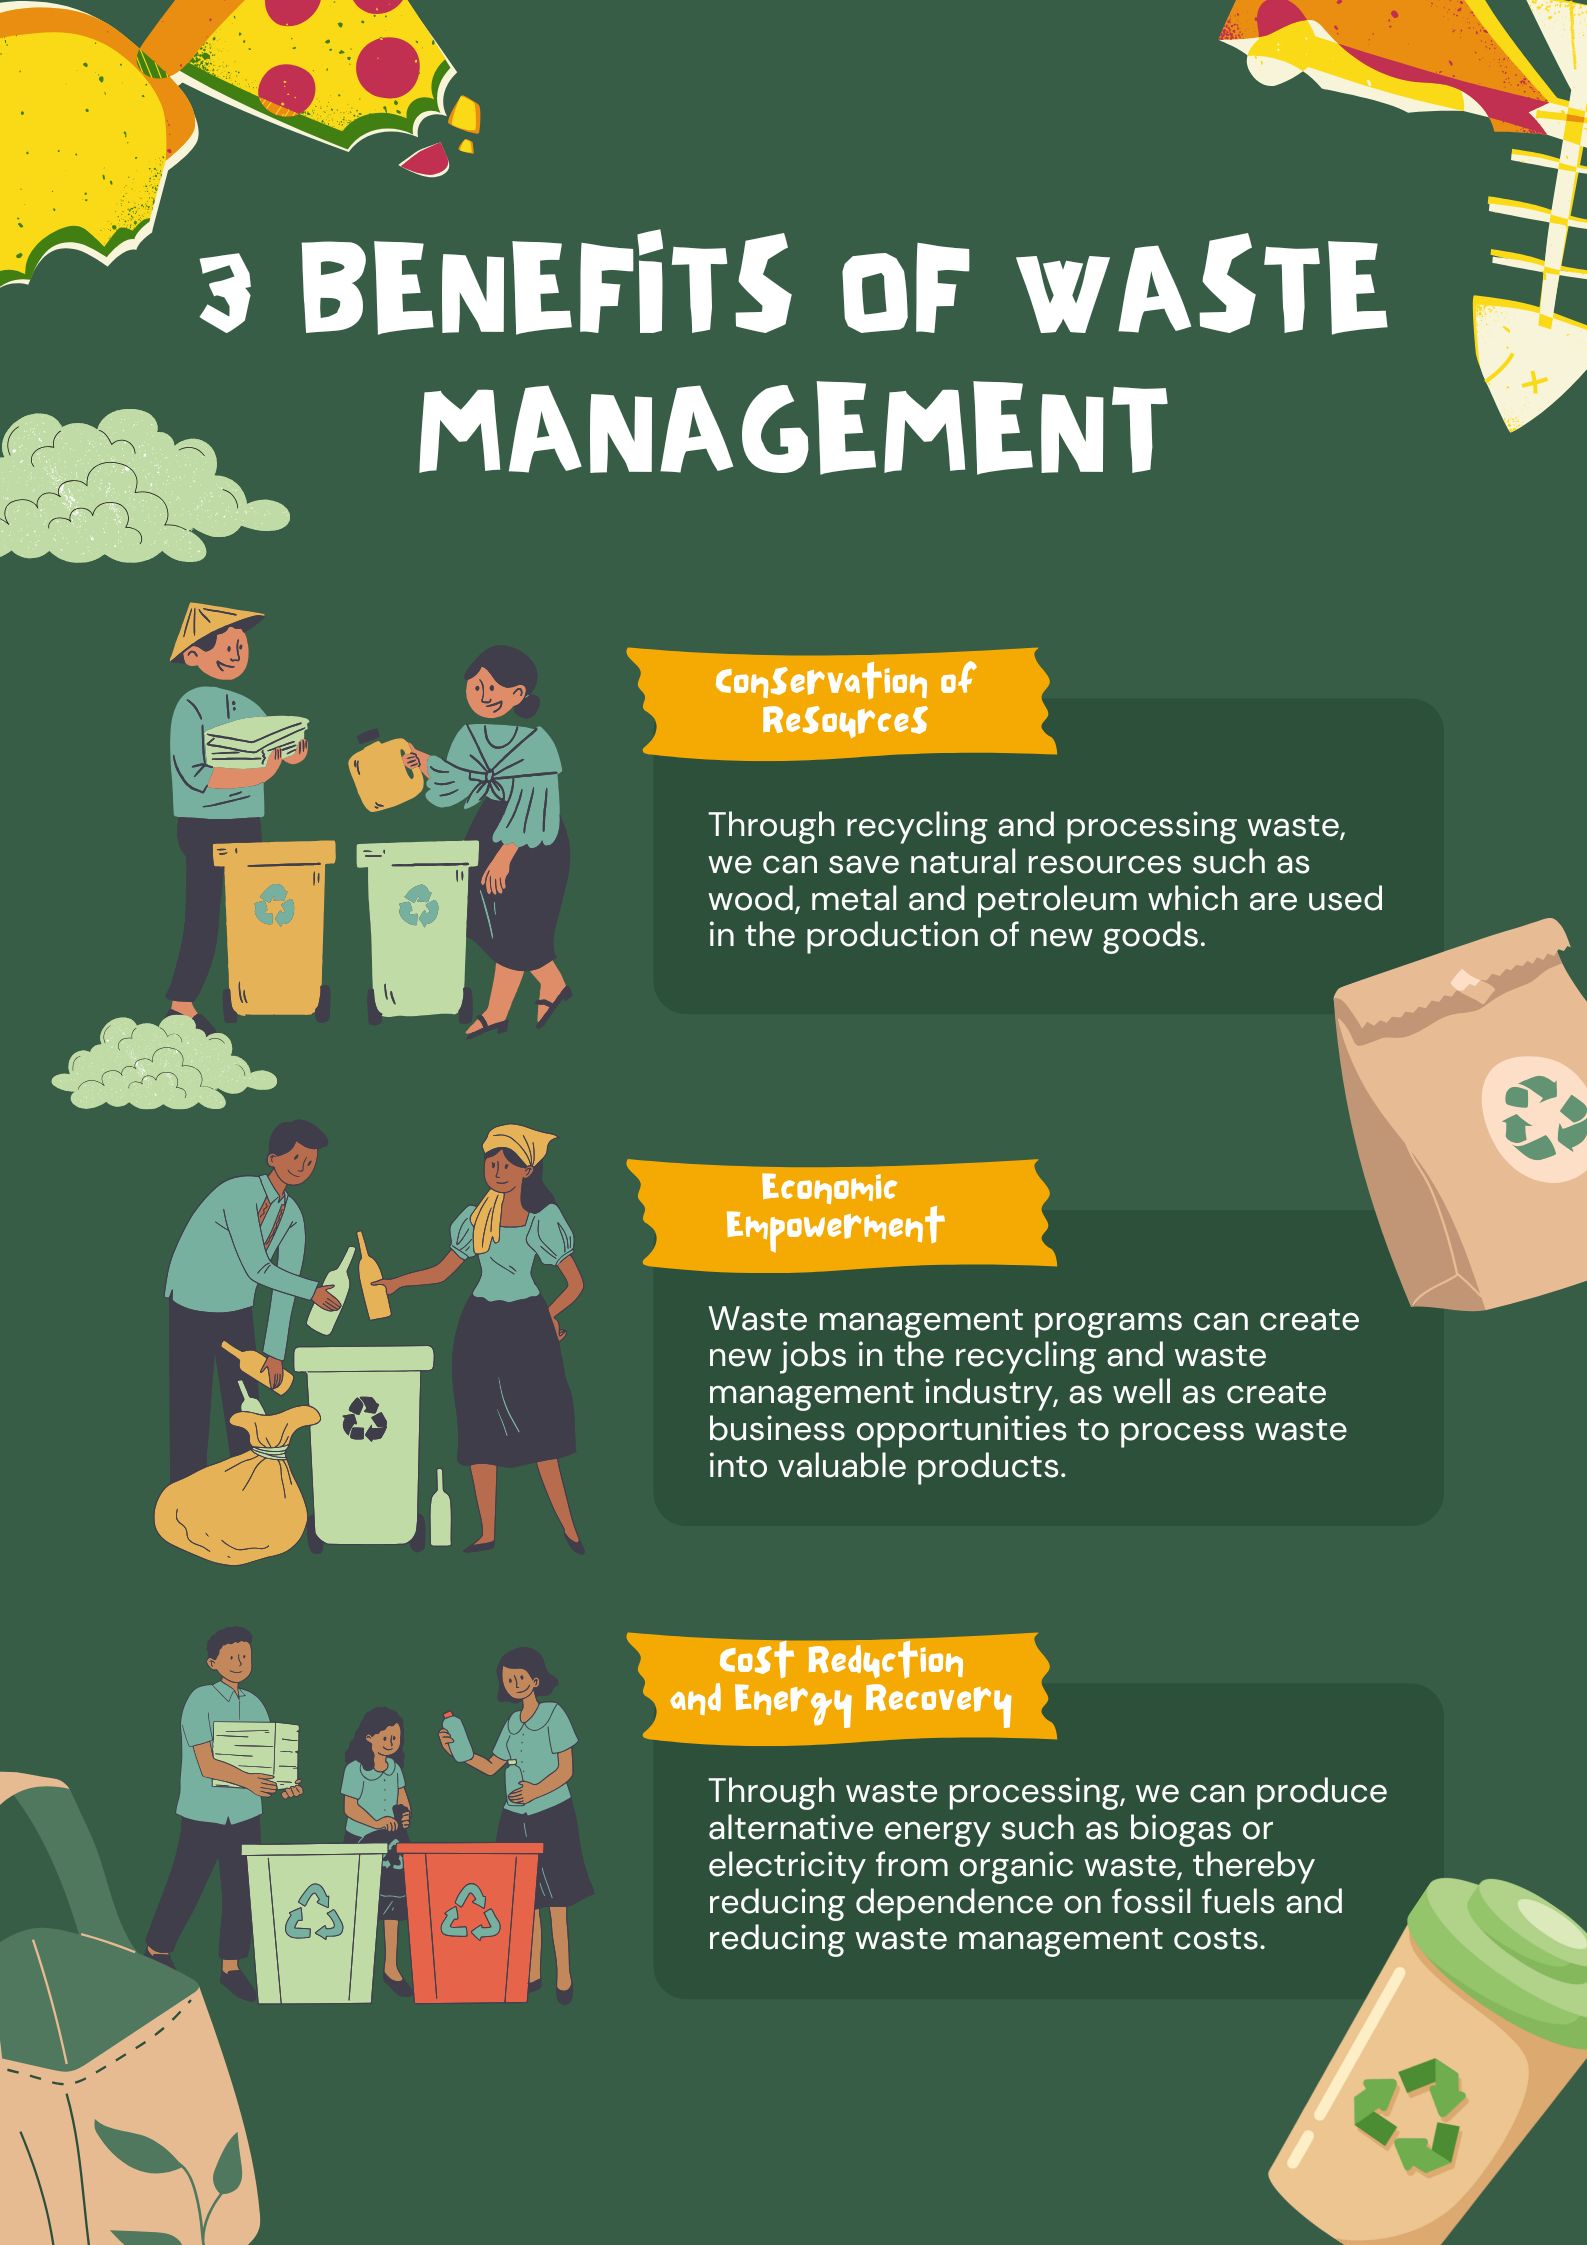 3 BENEFiTS OF WASTE
MANAGEMENT
Conservation of
Resources
Through recycling and processing waste,
we can save natural resources such as
wood, metal and petroleum which are used
in the production of new goods.
Economic
Empowerment
Waste management programs can create
new jobs in the recycling and waste
management industry, as well as create
business opportunities to process waste
into valuable products.
Cost Reduction
and Energy Recovery
Through waste processing, we can produce
alternative energy such as biogas or
electricity from organic waste, thereby
reducing dependence on fossil fuels and
reducing waste management costs.